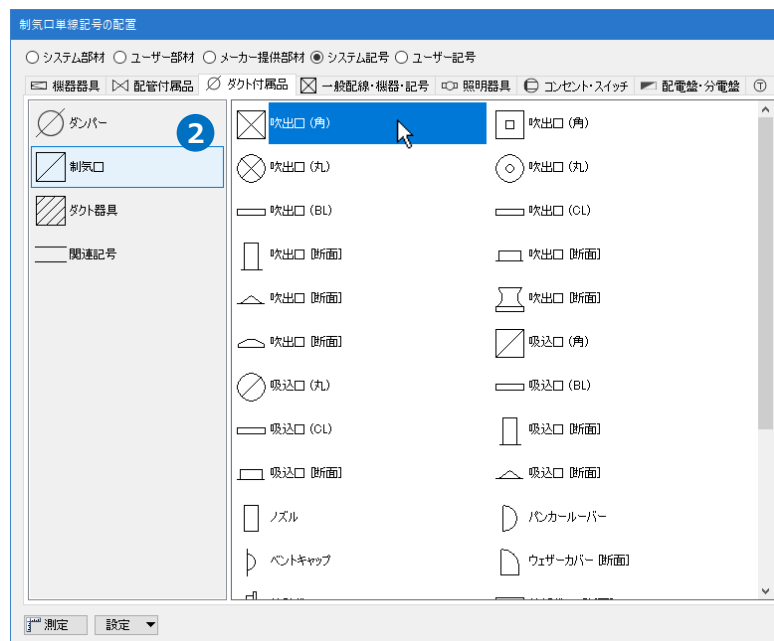 制気口単線記号の配置
システム部材 ユーザー部材 メーカー提供部材 システム記号 ユーザー記号
機器器具 配管付属品 ダクト付属品 一般配線・機器・記号 照明器具 コンセント・スイッチ 配電盤・分電盤 T
ダンパー
2
制気口
ダクト器具
関連記号
吹出口 (角) 吹出口 (角)
吹出口 (丸) 吹出口 (丸)
吹出口 (BL) 吹出口 (CL)
吹出口 [断面] 吹出口 [断面]
吹出口 [断面] 吹出口 [断面]
吹出口 [断面] 吸込口 (角)
吸込口 (丸) 吸込口 (BL)
吸込口 (CL) 吸込口 [断面]
吸込口 [断面] 吸込口 [断面]
ノズル パンカールーバー
ベントキャップ ウェザーカバー [断面]
測定 設定